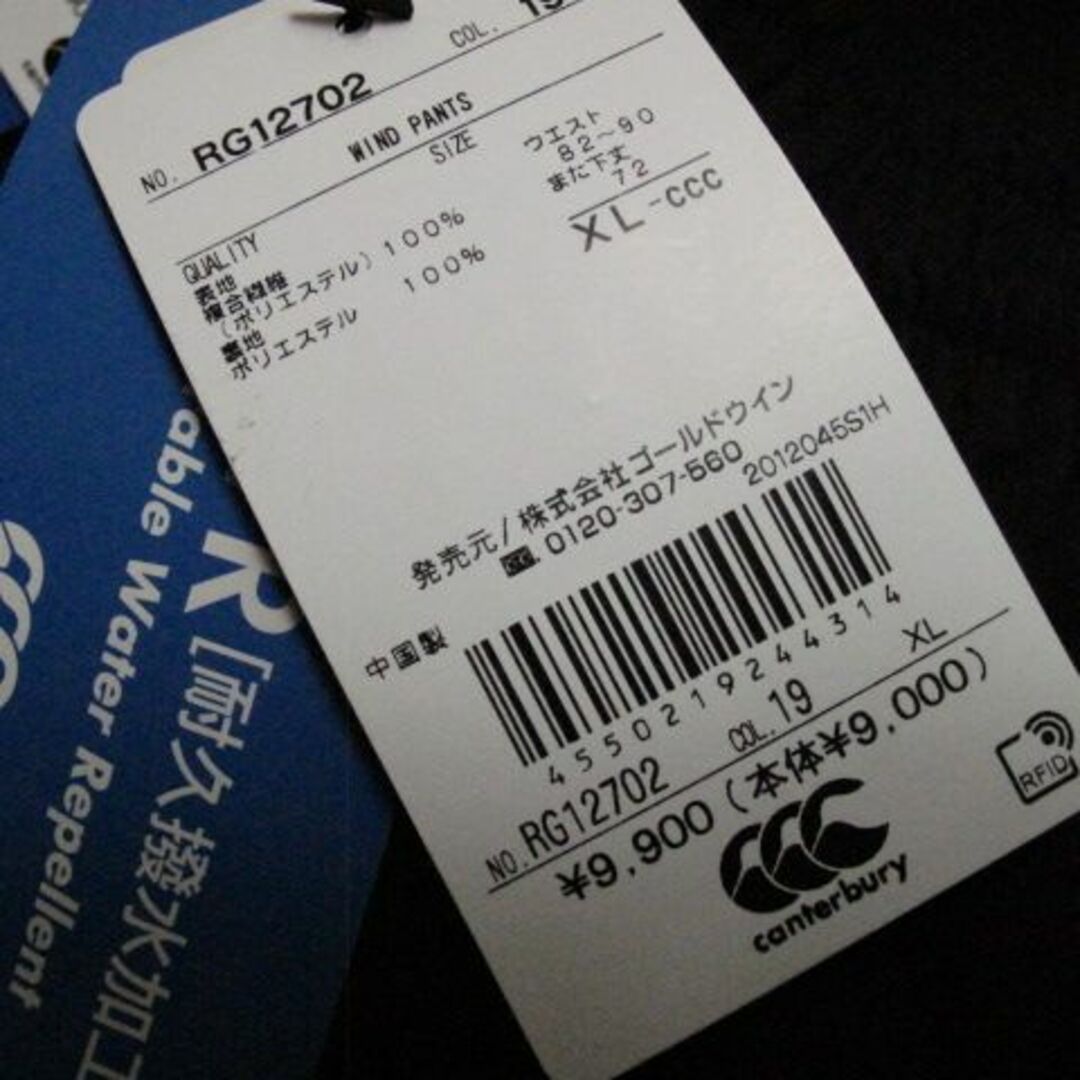 NO. RG12702 COL. 19
WIND PANTS
SIZE
ウエスト
82～90
また下丈
72
XL-CCC
QUALITY
表地
複合繊維
(ポリエステル) 100%
裏地
ポリエステル 100%
発売元/株式会社ゴールドウイン
0120-307-560
2012045S1H
中国製
4550219244314
NO. RG12702 COL. 19 XL
¥9,900 (本体¥9,000)
RFID
canterbury
R [耐久撥水加工
able Water Repellent